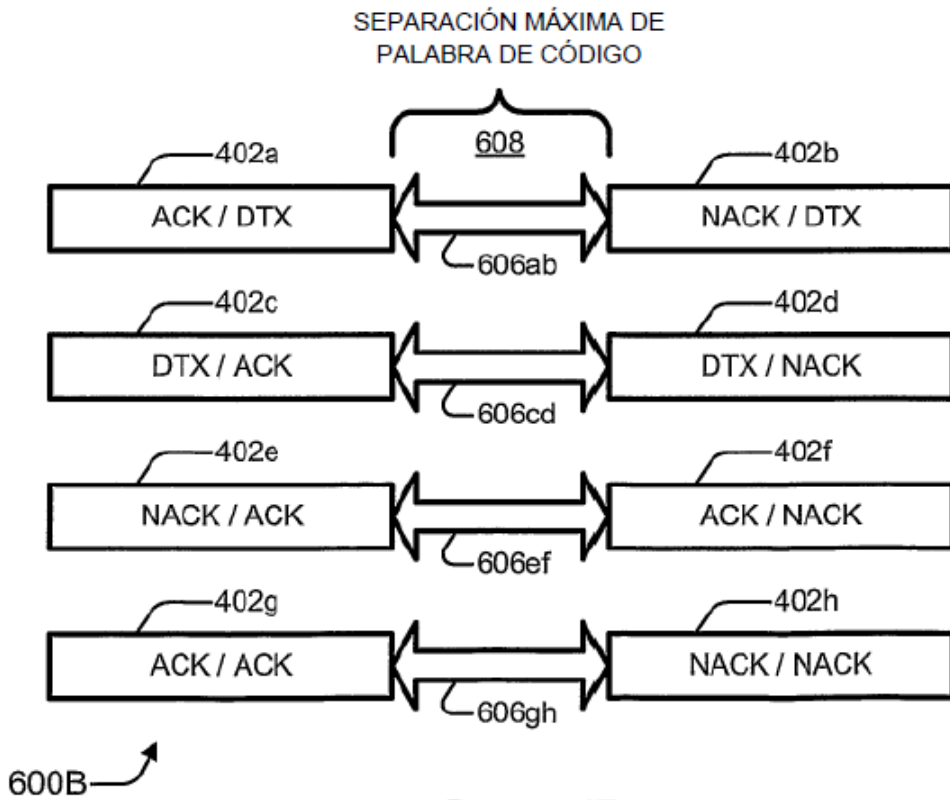 SEPARACIÓN MÁXIMA DE
PALABRA DE CÓDIGO
608
402a
402b
ACK / DTX
NACK / DTX
606ab
402c
402d
DTX / ACK
DTX / NACK
606cd
402e
402f
NACK / ACK
ACK / NACK
606ef
402g
402h
ACK / ACK
NACK / NACK
606gh
600B